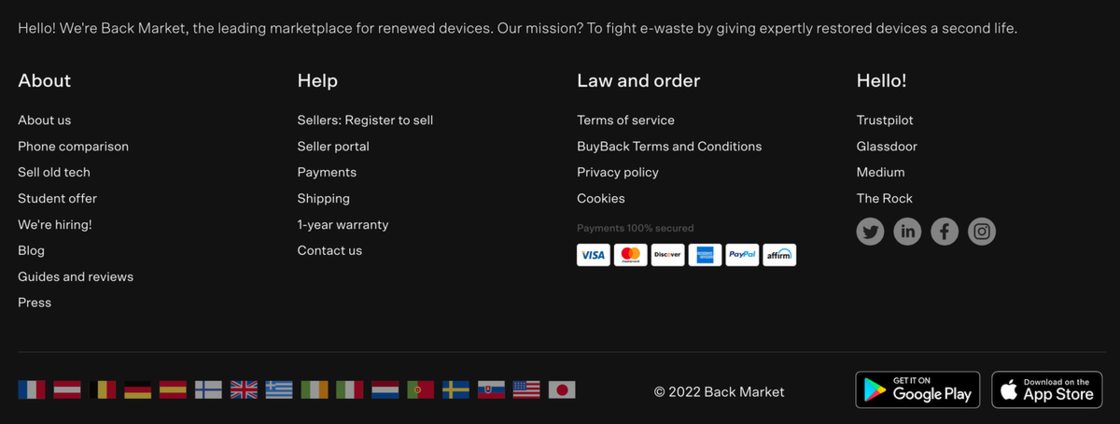 Hello! We're Back Market, the leading marketplace for renewed devices. Our mission? To fight e-waste by giving expertly restored devices a second life.
About
About us
Phone comparison
Sell old tech
Student offer
We're hiring!
Blog
Guides and reviews
Press
Help
Sellers: Register to sell
Seller portal
Payments
Shipping
1-year warranty
Contact us
Law and order
Terms of service
BuyBack Terms and Conditions
Privacy policy
Cookies
Payments 100% secured
VISA
mastercard
Discover
PayPal
affirm
Hello!
Trustpilot
Glassdoor
Medium
The Rock
in
© 2022 Back Market
GET IT ON
Google Play
Download on the
App Store